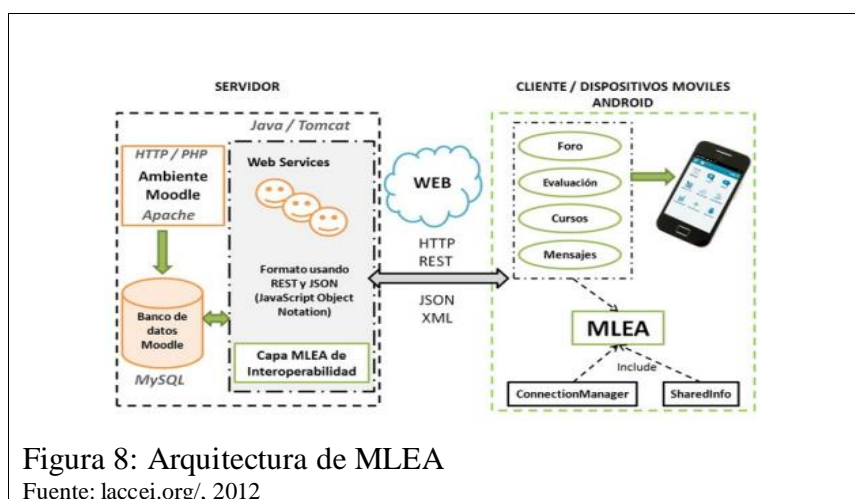 SERVIDOR
CLIENTE / DISPOSITIVOS MOVILES
ANDROID
Java / Tomcat
HTTP / PHP
Ambiente
Moodle
Apache
Banco de
datos
Moodle
MySQL
Web Services
Formato usando
REST y JSON
(JavaScript Object
Notation)
Capa MLEA de
Interoperabilidad
WEB
HTTP
REST
JSON
XML
Foro
Evaluación
Cursos
Mensajes
MLEA
Include
ConnectionManager
SharedInfo
Figura 8: Arquitectura de MLEA
Fuente: laccei.org/, 2012